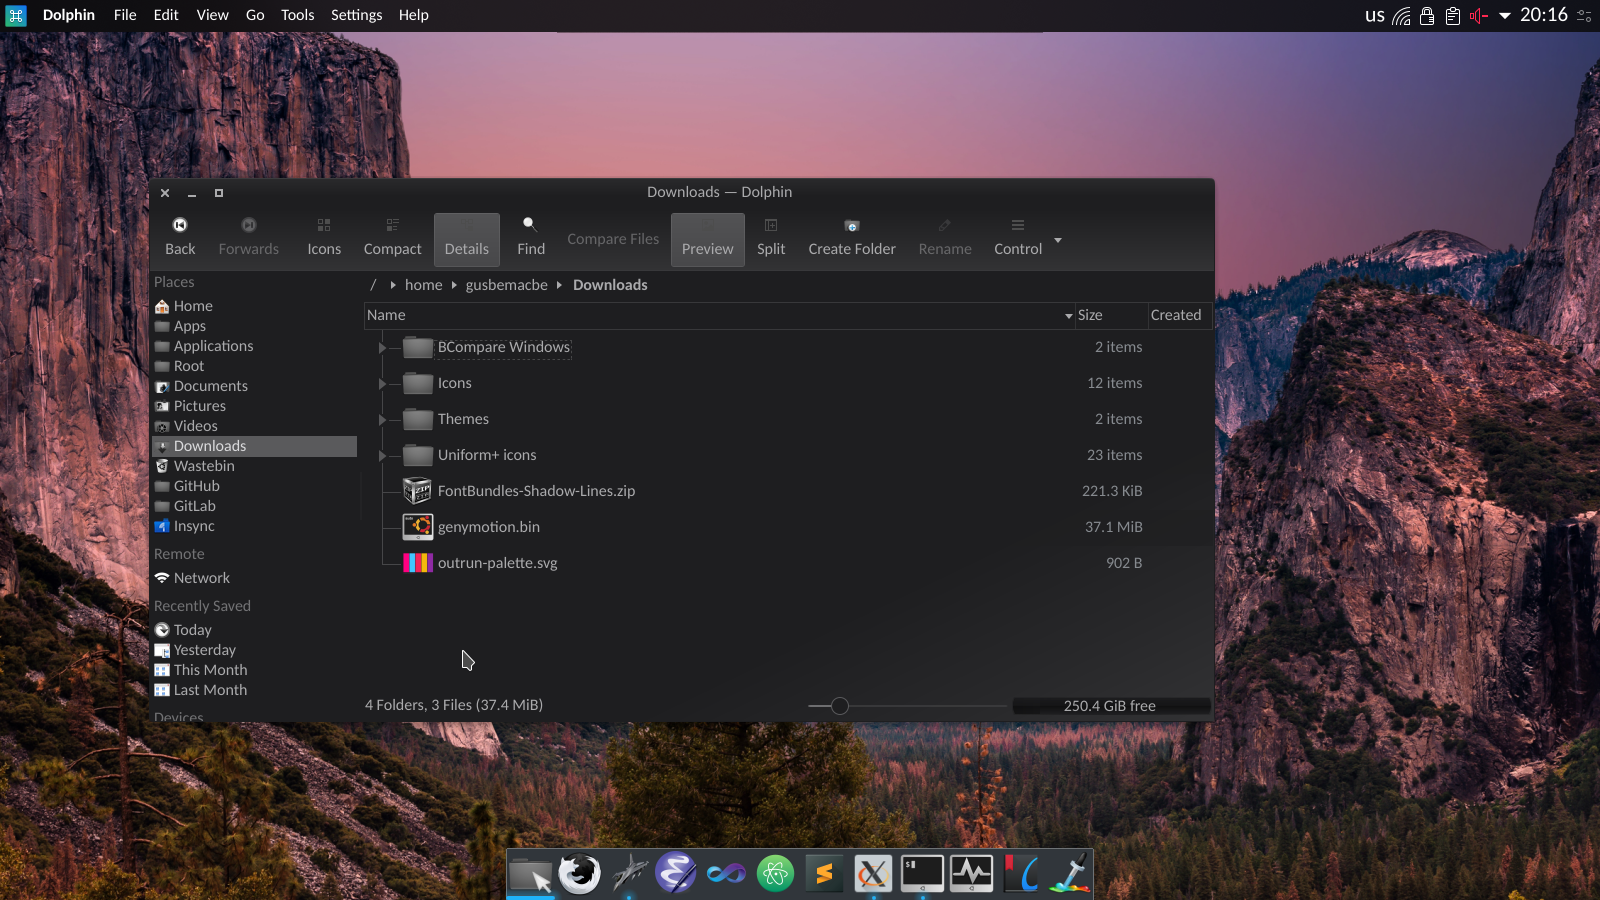 Dolphin File Edit View Go Tools Settings Help us 20:16
Downloads — Dolphin
Back Forwards Icons Compact Details Find Compare Files Preview Split Create Folder Rename Control
Places
Home
Apps
Applications
Root
Documents
Pictures
Videos
Downloads
Wastebin
GitHub
GitLab
Insync
Remote
Network
Recently Saved
Today
Yesterday
This Month
Last Month
Devices
/ home gusbemacbe Downloads
Name Size Created
BCompare Windows 2 items
Icons 12 items
Themes 2 items
Uniform+ icons 23 items
FontBundles-Shadow-Lines.zip 221.3 KiB
genymotion.bin 37.1 MiB
outrun-palette.svg 902 B
4 Folders, 3 Files (37.4 MiB) 250.4 GiB free